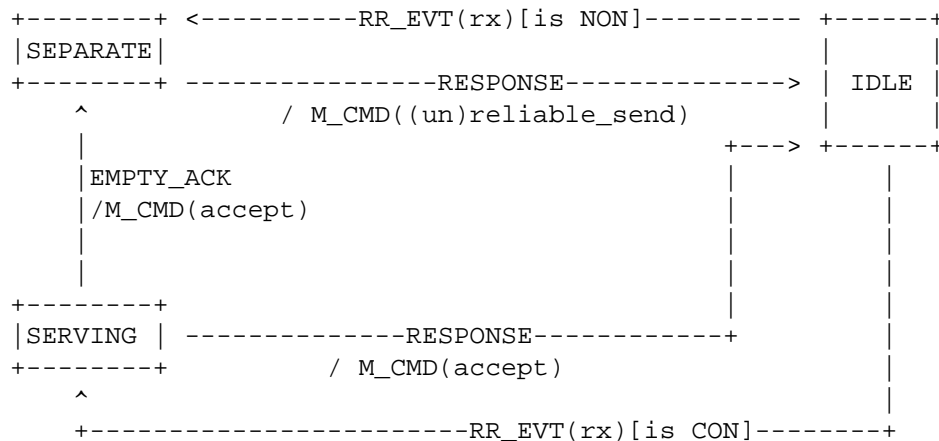 +--------+ <----------RR_EVT(rx)[is NON]---------- +------+
|SEPARATE|                                         |      |
+--------+ ----------------RESPONSE--------------> | IDLE |
    ^            / M_CMD((un)reliable_send)        |      |
    |                                        +---> +------+
    |EMPTY_ACK                               |         |
    |/M_CMD(accept)                          |         |
    |                                        |         |
    |                                        |         |
+--------+                                   |         |
|SERVING | --------------RESPONSE------------+         |
+--------+          / M_CMD(accept)                    |
    ^                                                  |
    +------------------------RR_EVT(rx)[is CON]--------+